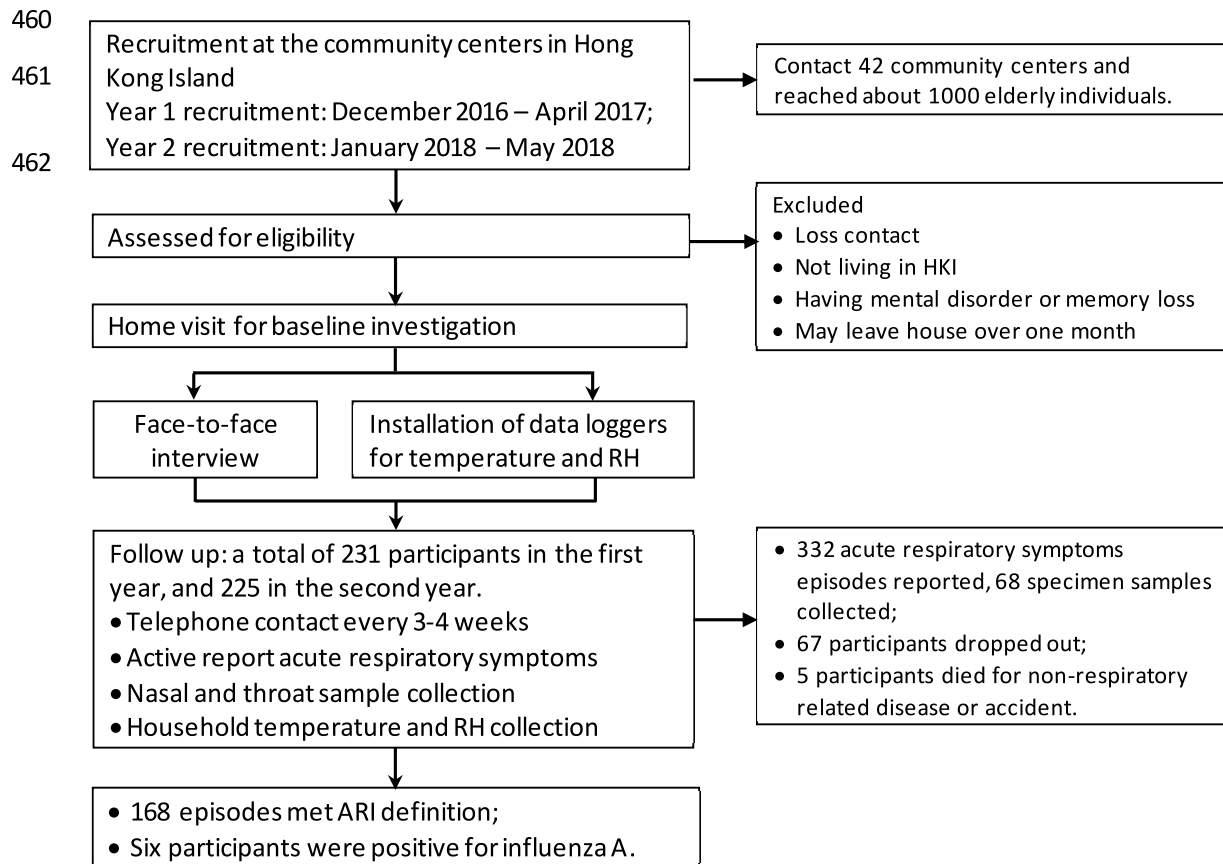 460
461
462
Recruitment at the community centers in Hong
Kong Island
Year 1 recruitment: December 2016 – April 2017;
Year 2 recruitment: January 2018 – May 2018
Contact 42 community centers and
reached about 1000 elderly individuals.
Assessed for eligibility
Excluded
• Loss contact
• Not living in HKI
• Having mental disorder or memory loss
• May leave house over one month
Home visit for baseline investigation
Face-to-face
interview
Installation of data loggers
for temperature and RH
Follow up: a total of 231 participants in the first
year, and 225 in the second year.
• Telephone contact every 3-4 weeks
• Active report acute respiratory symptoms
• Nasal and throat sample collection
• Household temperature and RH collection
• 332 acute respiratory symptoms
episodes reported, 68 specimen samples
collected;
• 67 participants dropped out;
• 5 participants died for non-respiratory
related disease or accident.
• 168 episodes met ARI definition;
• Six participants were positive for influenza A.